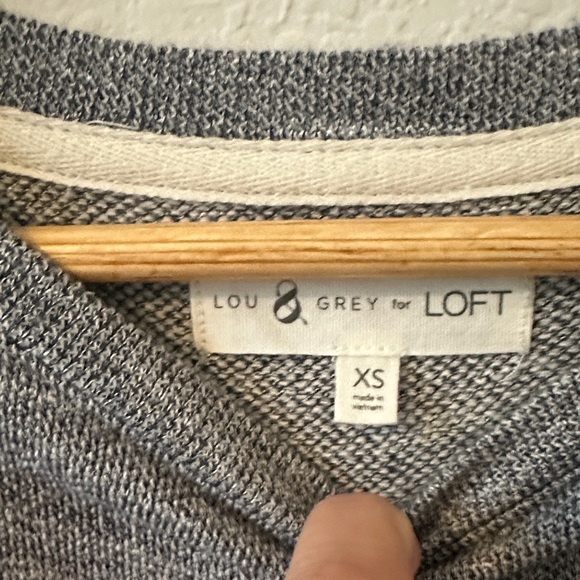 LOU & GREY for LOFT
XS
made in
vietnam